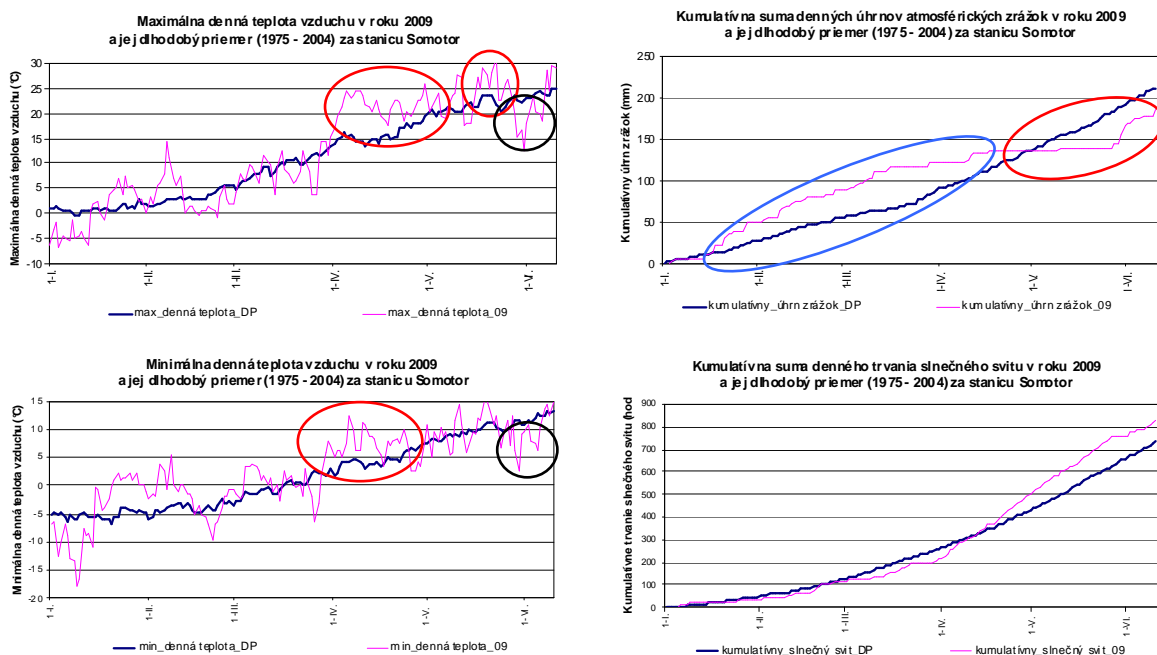 Maximálna denná teplota vzduchu v roku 2009
a jej dlhodobý priemer (1975 - 2004) za stanicu Somotor
Maximálna denná teplota vzduchu (°C)
30
25
20
15
10
5
0
-5
-10
1-I.
1-II.
1-III.
1-IV.
1-V.
1-VI.
max_denná teplota_DP
max_denná teplota_09
Kumulatívna suma denných úhrnov atmosférických zrážok v roku 2009
a jej dlhodobý priemer (1975 - 2004) za stanicu Somotor
Kumulatívny úhrn zrážok (mm)
200
150
100
50
0
1-I.
1-II.
1-III.
I-IV.
1-V.
I-VI.
kumulatívny_úhrn zrážok_DP
kumulatívny_úhrn zrážok_09
Minimálna denná teplota vzduchu v roku 2009
a jej dlhodobý priemer (1975 - 2004) za stanicu Somotor
Minimálna denná teplota vzduchu (°C)
15
10
5
0
-5
-10
-15
-20
1-I.
1-II.
1-III.
1-IV.
1-V.
1-VI.
min_denná teplota_DP
min_denná teplota_09
Kumulatívna suma denného trvania slnečného svitu v roku 2009
a jej dlhodobý priemer (1975 - 2004) za stanicu Somotor
Kumulatívne trvanie slnečného svitu (hod
900
800
700
600
500
400
300
200
100
0
1-I.
1-II.
1-III.
1-IV.
1-V.
1-VI.
kumulatívny_slnečný svit_DP
kumulatívny_slnečný svit_09